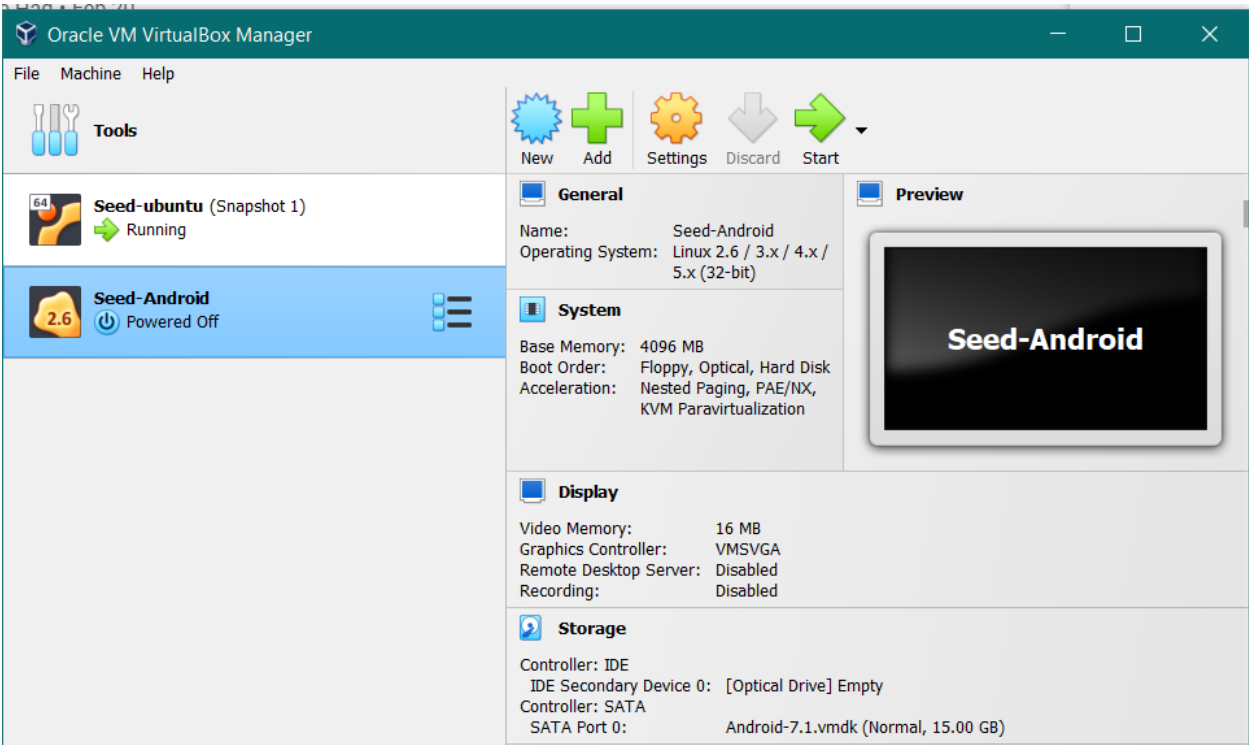 Oracle VM VirtualBox Manager
File Machine Help
Tools
New Add Settings Discard Start
64
Seed-ubuntu (Snapshot 1)
Running
2.6
Seed-Android
Powered Off
General
Name: Seed-Android
Operating System: Linux 2.6 / 3.x / 4.x /
5.x (32-bit)
Preview
Seed-Android
System
Base Memory: 4096 MB
Boot Order: Floppy, Optical, Hard Disk
Acceleration: Nested Paging, PAE/NX,
KVM Paravirtualization
Display
Video Memory: 16 MB
Graphics Controller: VMSVGA
Remote Desktop Server: Disabled
Recording: Disabled
Storage
Controller: IDE
IDE Secondary Device 0: [Optical Drive] Empty
Controller: SATA
SATA Port 0: Android-7.1.vmdk (Normal, 15.00 GB)